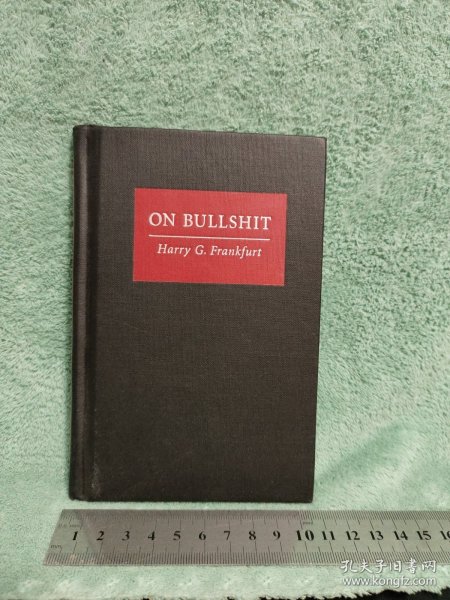 ON BULLSHIT
Harry G. Frankfurt
1 2 3 4 5 6 7 8 9 10 11 12 13 14 15
mm
孔夫子旧书网
www.kongfz.com